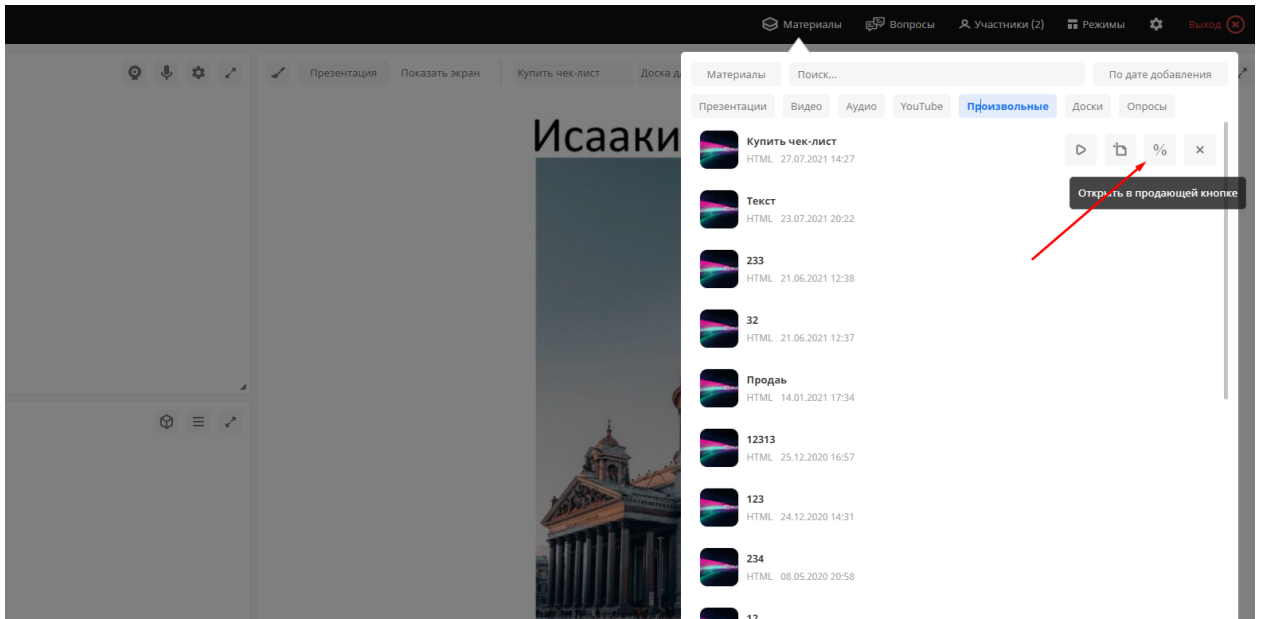 Материалы Вопросы Участники (2) Режимы Выход
Презентация Показать экран Купить чек-лист Доска д
Материалы Поиск... По дате добавления
Презентации Видео Аудио YouTube Произвольные Доски Опросы
Исааки
Купить чек-лист
HTML 27.07.2021 14:27
%
Открыть в продающей кнопке
Текст
HTML 23.07.2021 20:22
233
HTML 21.06.2021 12:38
32
HTML 21.06.2021 12:37
Продаь
HTML 14.01.2021 17:34
12313
HTML 25.12.2020 16:57
123
HTML 24.12.2020 14:31
234
HTML 08.05.2020 20:58
12